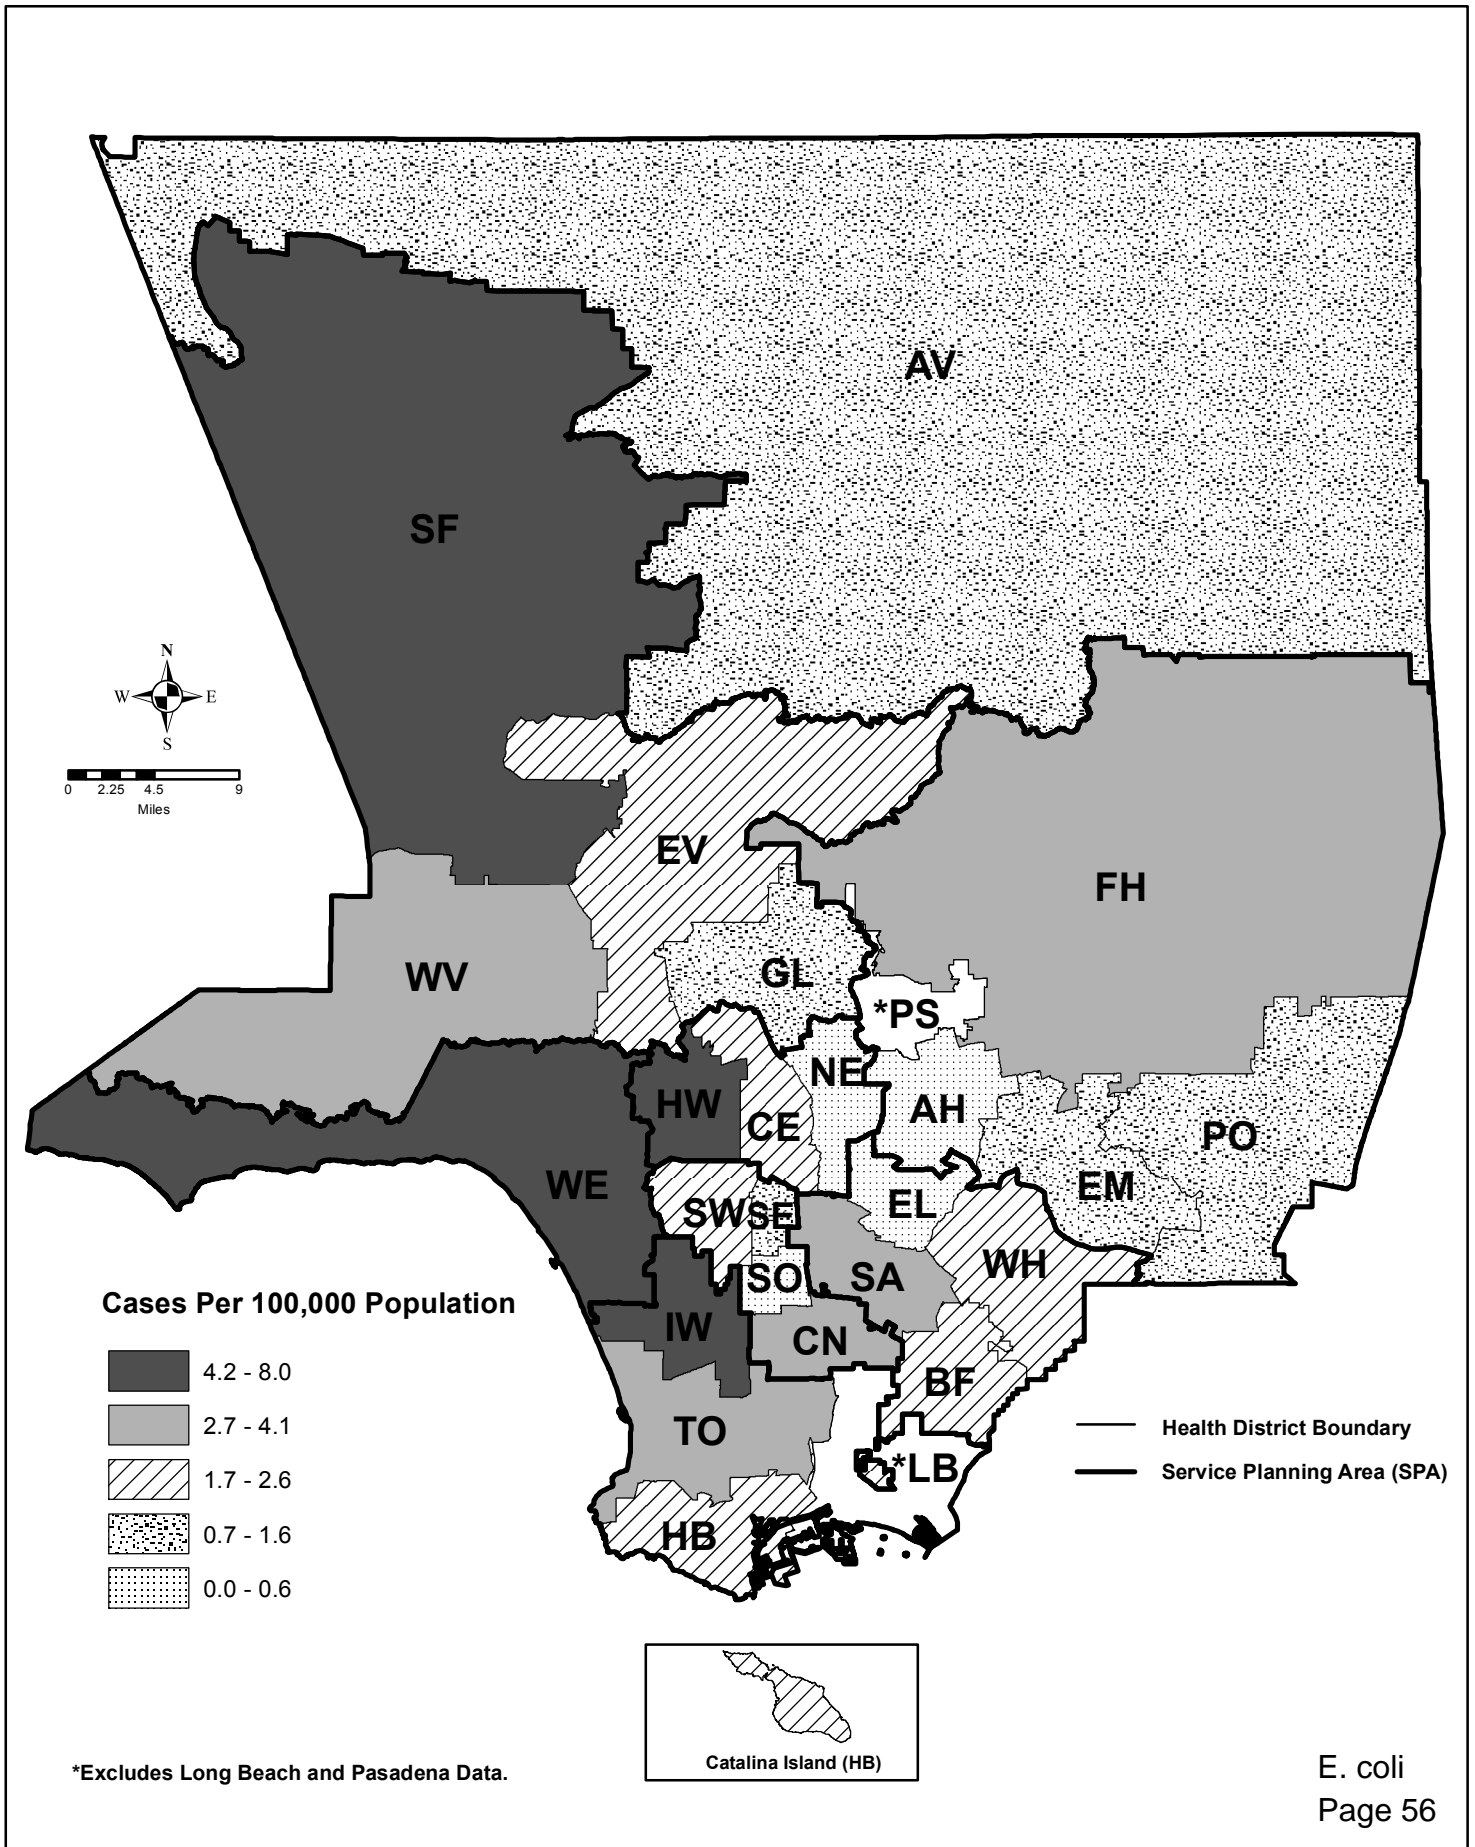 AV
SF
N
W E
S
0 2.25 4.5 9
Miles
EV
FH
WV
GL
*PS
NE
HW
AH
CE
PO
WE
EM
SW
SE
EL
WH
SO
SA
Cases Per 100,000 Population
IW
CN
4.2 - 8.0
BF
2.7 - 4.1
TO
Health District Boundary
*LB
Service Planning Area (SPA)
1.7 - 2.6
0.7 - 1.6
HB
0.0 - 0.6
Catalina Island (HB)
*Excludes Long Beach and Pasadena Data.
E. coli
Page 56